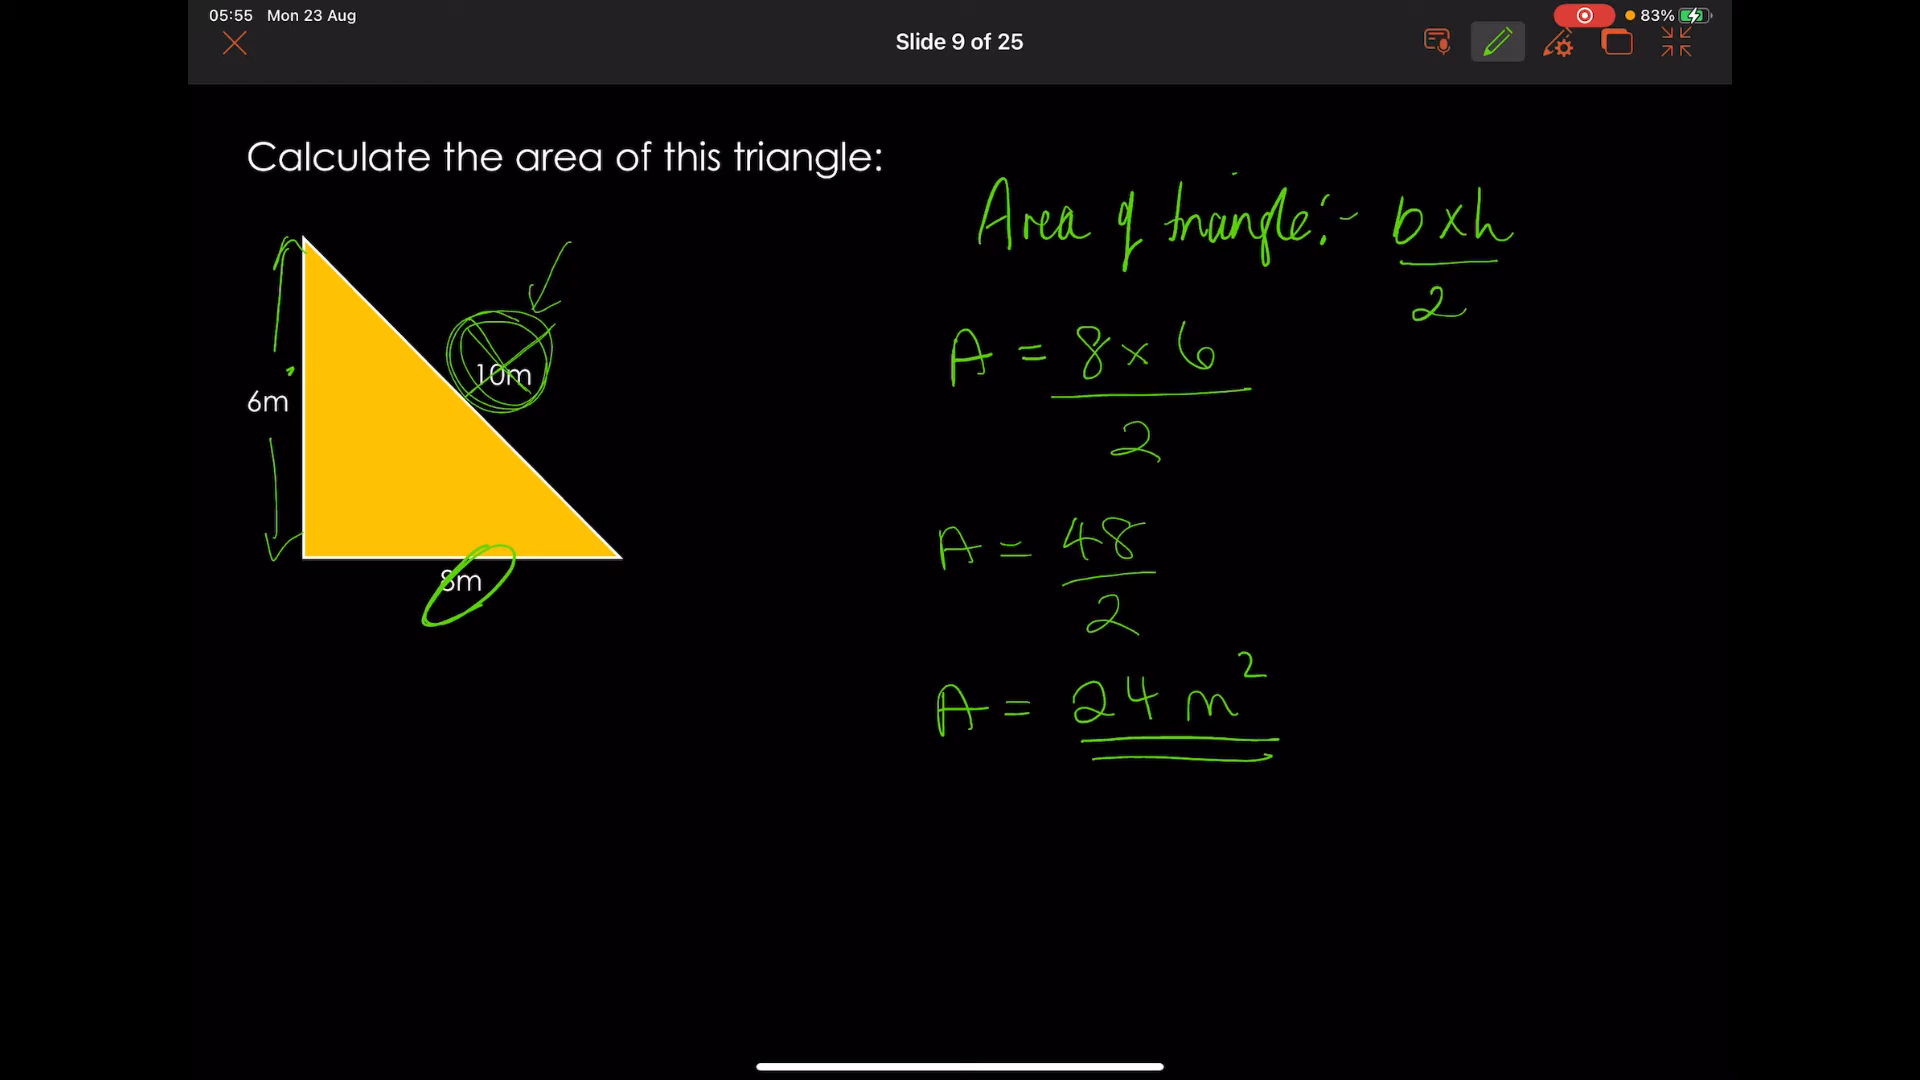 05:55 Mon 23 Aug
83%
Slide 9 of 25
Calculate the area of this triangle:
Area of triangle:- b x h
2
10m
A = 8 x 6
2
6m
A = 48
2
8m
A = 24 m²